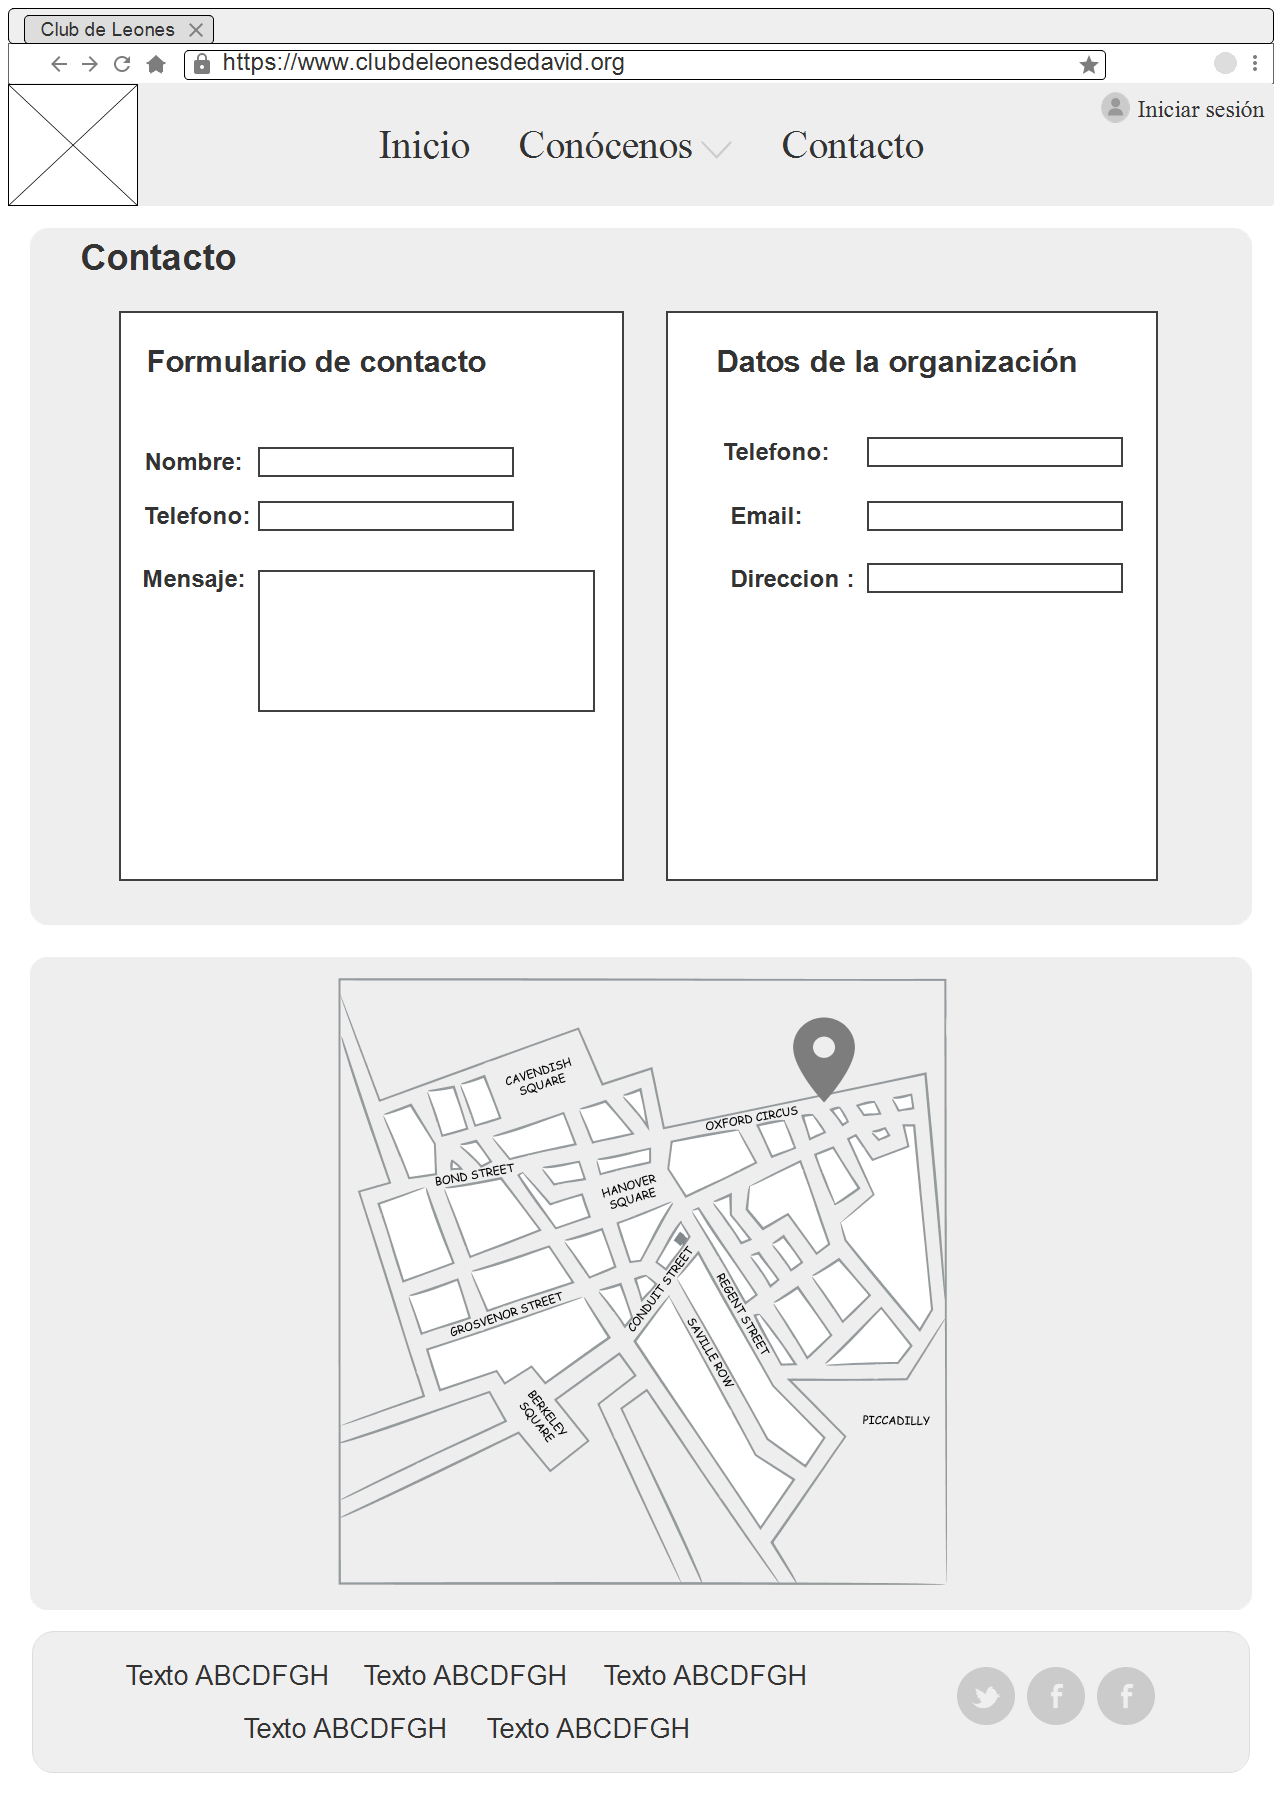 Club de Leones
https://www.clubdeleonesdedavid.org
Iniciar sesión
Inicio Conócenos Contacto
Contacto
Formulario de contacto
Nombre:
Telefono:
Mensaje:
Datos de la organización
Telefono:
Email:
Direccion :
CAVENDISH
SQUARE
OXFORD CIRCUS
BOND STREET
HANOVER
SQUARE
CONDUIT STREET
REGENT STREET
GROSVENOR STREET
SAVILLE ROW
BERKELEY
SQUARE
PICCADILLY
Texto ABCDFGH Texto ABCDFGH Texto ABCDFGH
Texto ABCDFGH Texto ABCDFGH